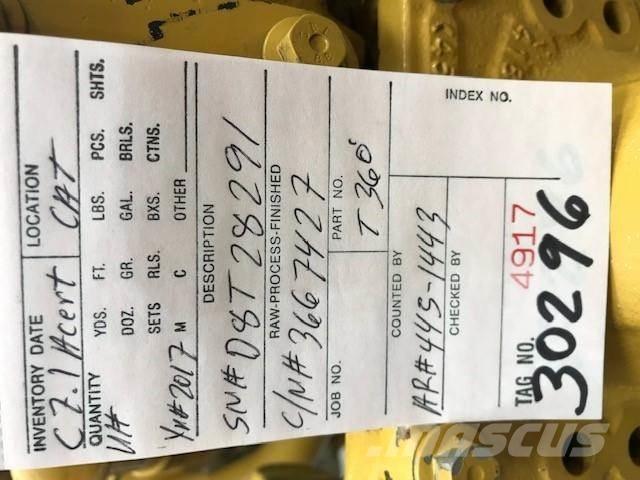 INVENTORY DATE LOCATION
C7.1 Acert CAT
QUANTITY YDS. FT. LBS. PCS. SHTS.
DOZ. GR. GAL. BRLS.
SETS RLS. BXS. CTNS.
Yr#2017 M C OTHER
DESCRIPTION
SN# D8T28291
RAW-PROCESS-FINISHED
C/N# 3667427
JOB NO. PART NO.
T360
COUNTED BY
AR# 445-1443
CHECKED BY
INDEX NO.
4917
TAG NO. 30296
MASCUS